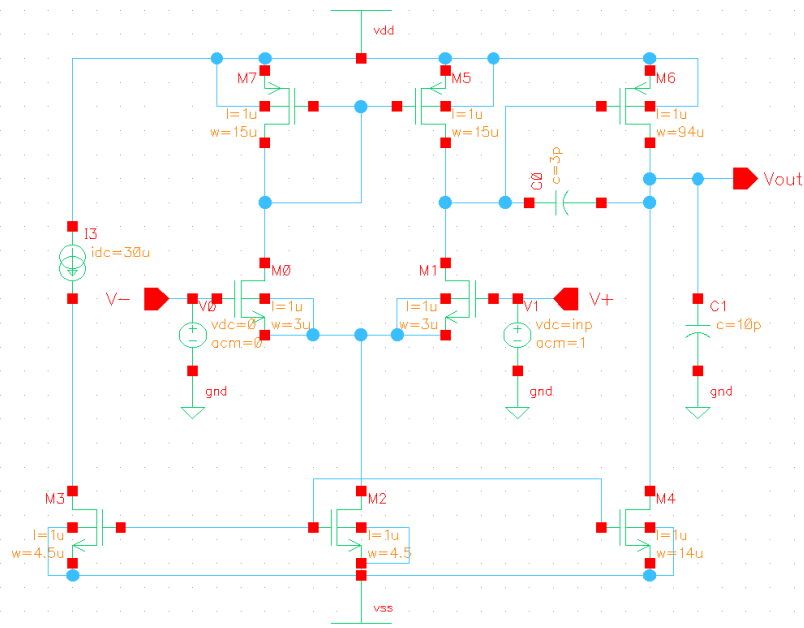 vdd
M7
M5
M6
l=1u
w=15u
l=1u
w=15u
l=1u
w=94u
C0
c=3p
Vout
I3
idc=30u
M0
M1
V-
V0
l=1u
w=3u
l=1u
w=3u
V1
V+
vdc=0
acm=0
vdc=inp
acm=1
C1
c=10p
gnd
gnd
gnd
M3
M2
M4
l=1u
w=4.5u
l=1u
w=4.5
l=1u
w=14u
vss